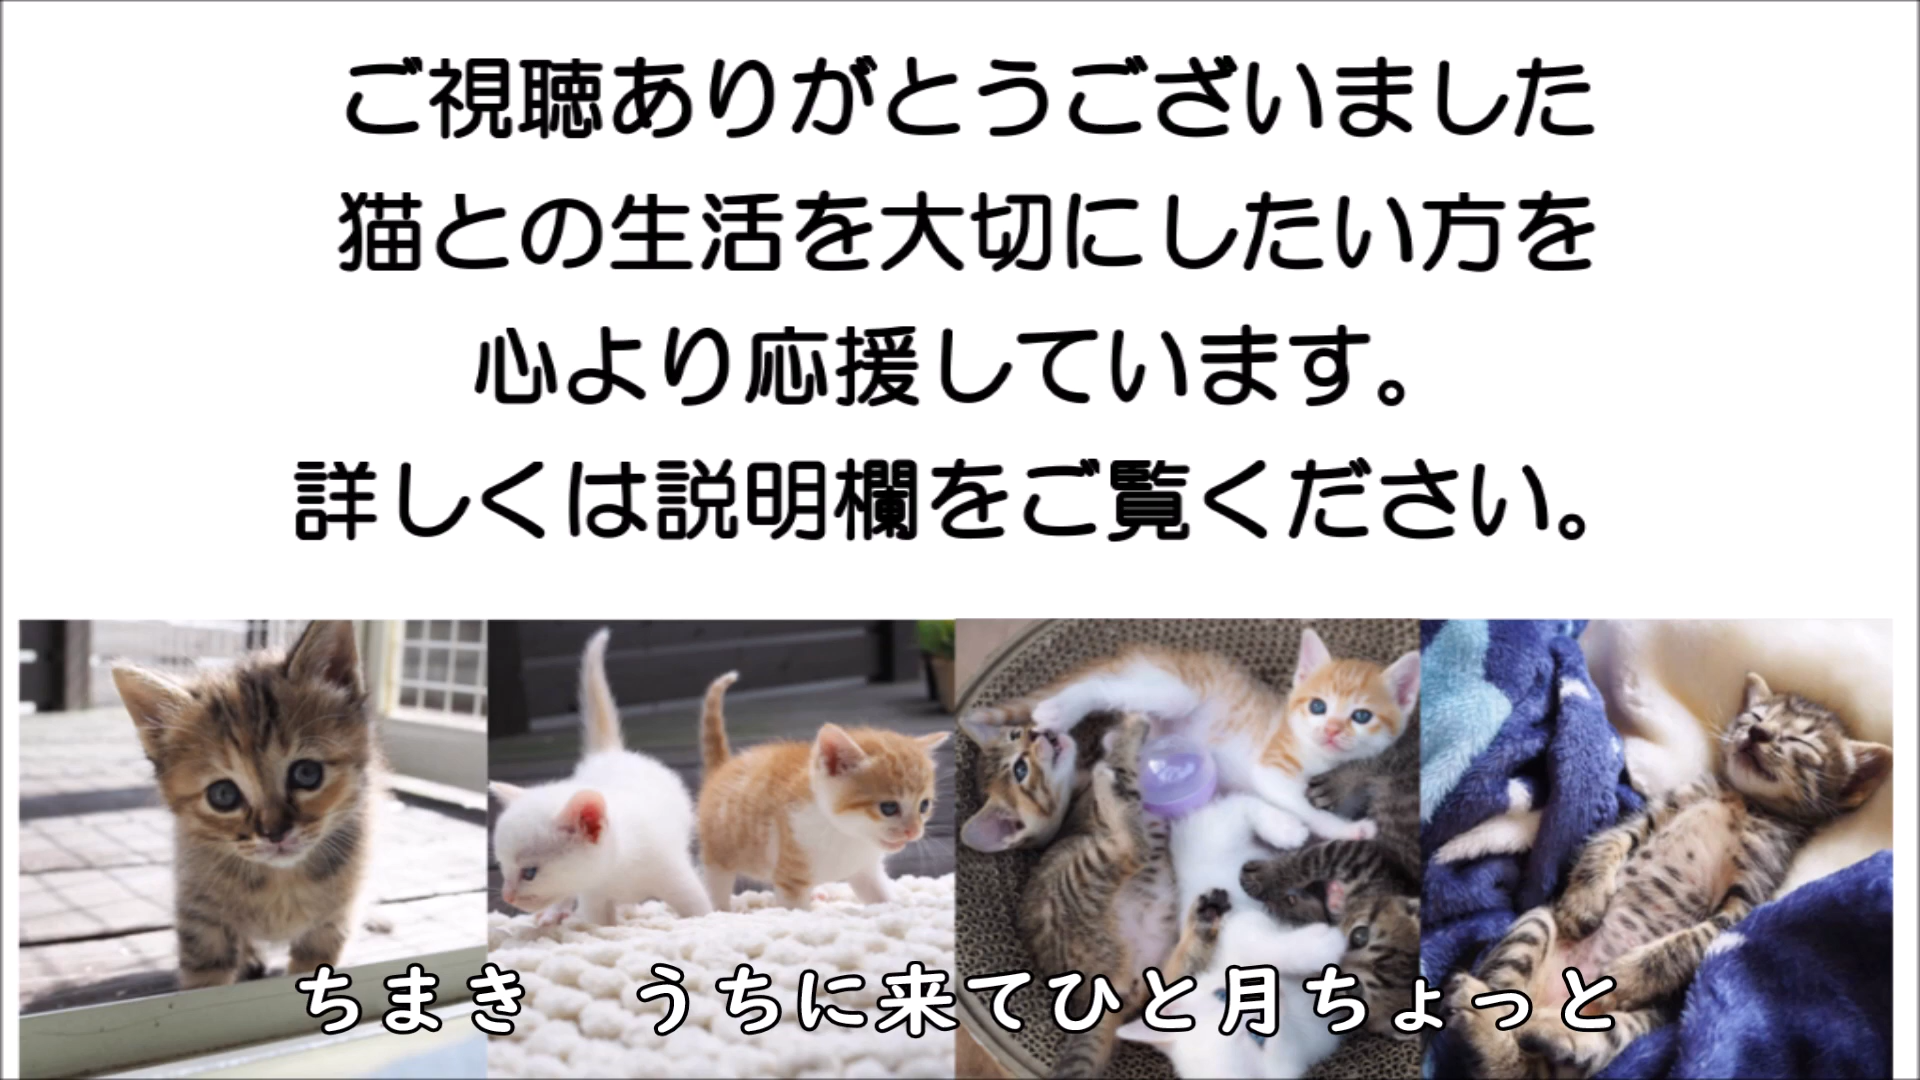 ご視聴ありがとうございました
猫との生活を大切にしたい方を
心より応援しています。
詳しくは説明欄をご覧ください。
ちまき　うちに来てひと月ちょっと